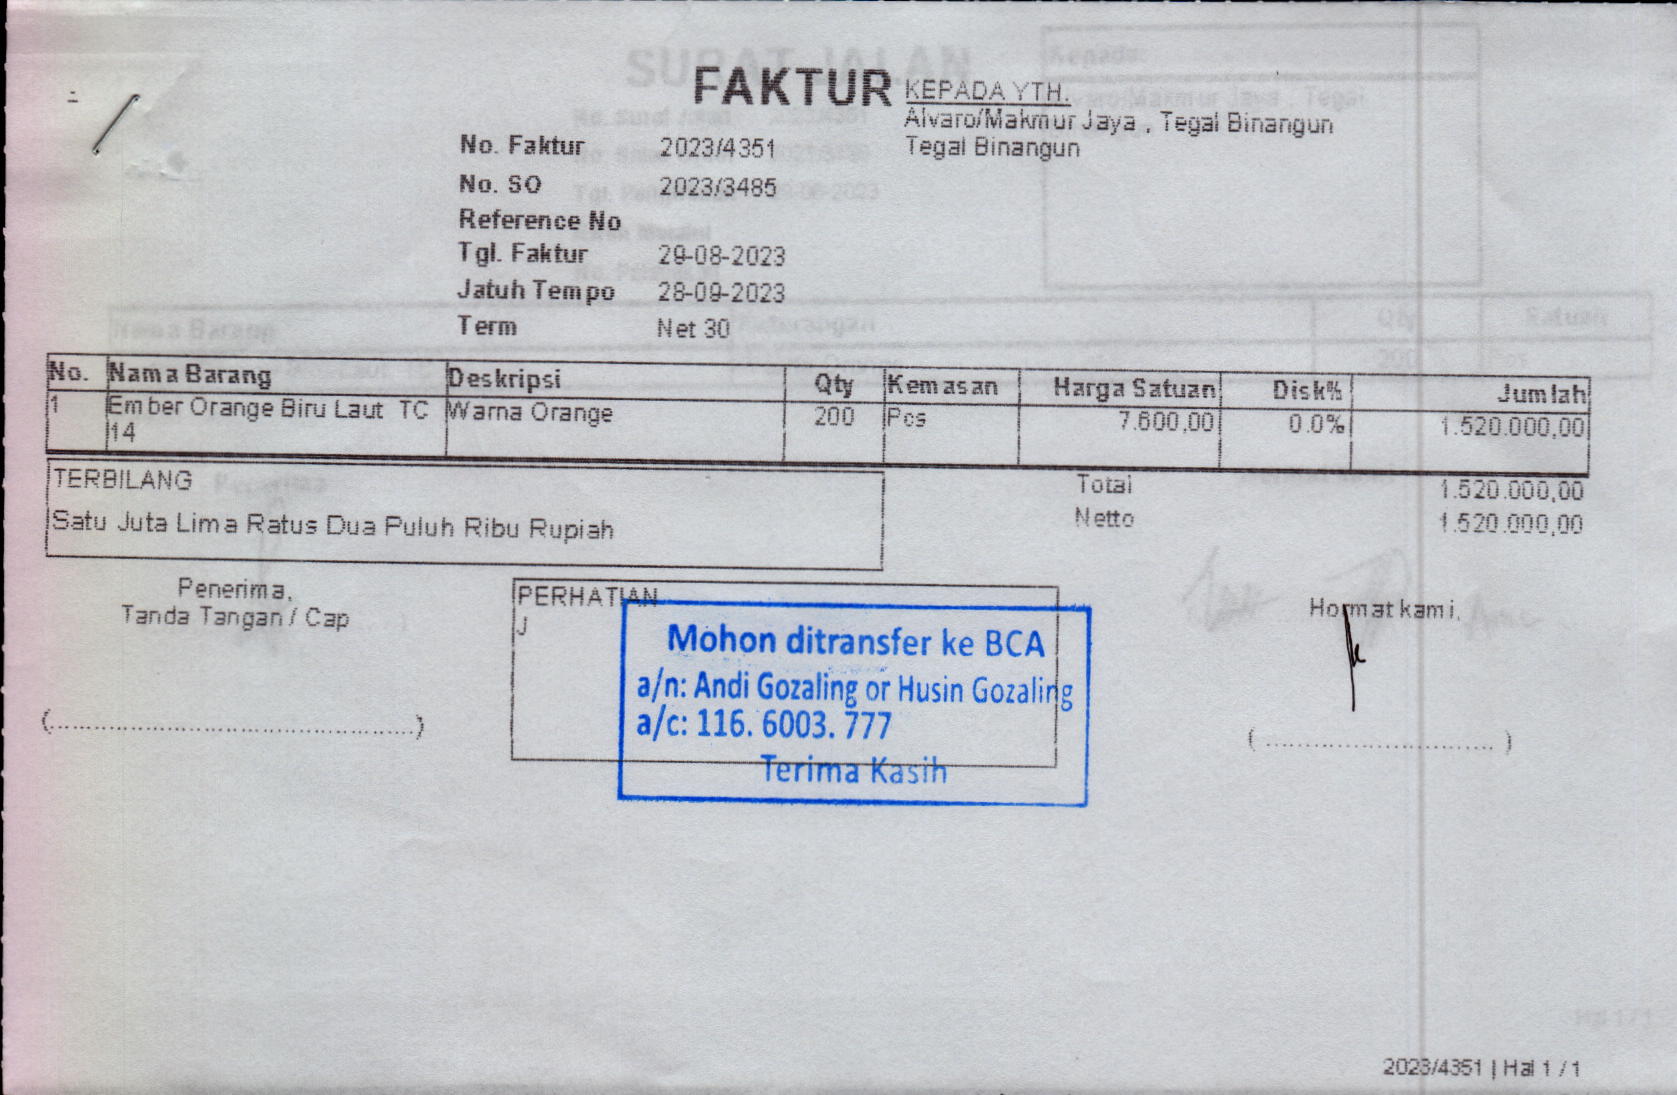 FAKTUR
KEPADA YTH.
Alvaro/Makmur Jaya , Tegal Binangun
Tegal Binangun
No. Faktur 2023/4351
No. SO 2023/3485
Reference No
Tgl. Faktur 29-08-2023
Jatuh Tempo 28-09-2023
Term Net 30
No. Nama Barang Deskripsi Qty Kemasan Harga Satuan Disk% Jumlah
1 Ember Orange Biru Laut TC Warna Orange 200 Pcs 7.600,00 0.0% 1.520.000,00
14
TERBILANG
Satu Juta Lima Ratus Dua Puluh Ribu Rupiah
Total 1.520.000,00
Netto 1.520.000,00
Penerima,
Tanda Tangan / Cap
(..............................................)
PERHATIAN
J
Mohon ditransfer ke BCA
a/n: Andi Gozaling or Husin Gozaling
a/c: 116. 6003. 777
Terima Kasih
Hormat kami,
( ............................. )
2023/4351 | Hal 1 / 1